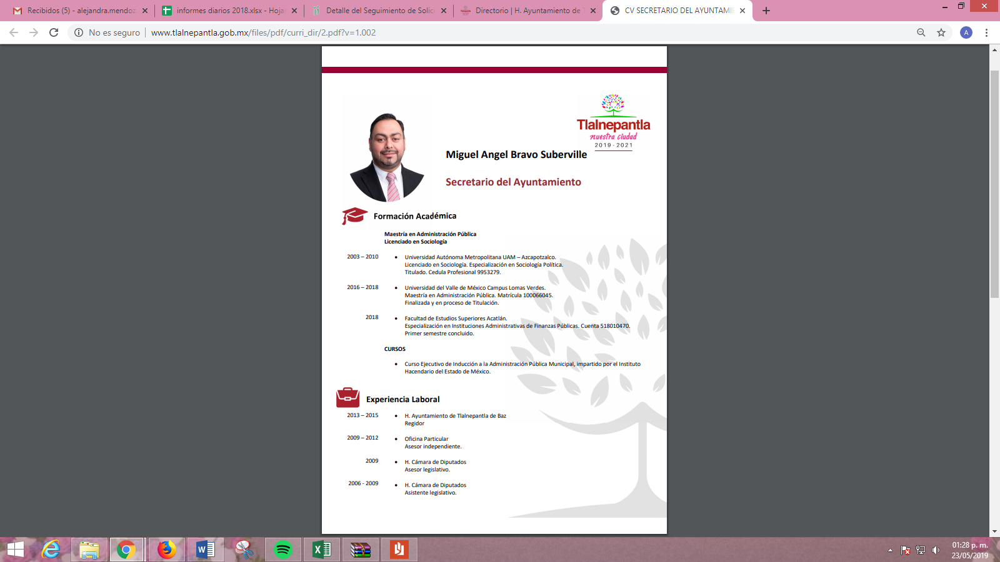 Recibidos (5) - alejandra.mendoz
informes diarios 2018.xlsx - Hoja
Detalle del Seguimiento de Solic
Directorio | H. Ayuntamiento de
CV SECRETARIO DEL AYUNTAMIE
No es seguro
www.tlalnepantla.gob.mx/files/pdf/curri_dir/2.pdf?v=1.002
A
Tlalnepantla
nuestra ciudad
2019 - 2021
Miguel Angel Bravo Suberville
Secretario del Ayuntamiento
Formación Académica
Maestría en Administración Pública
Licenciado en Sociología
2003 – 2010
• Universidad Autónoma Metropolitana UAM – Azcapotzalco.
Licenciado en Sociología. Especialización en Sociología Política.
Titulado. Cedula Profesional 9953279.
2016 – 2018
• Universidad del Valle de México Campus Lomas Verdes.
Maestría en Administración Pública. Matrícula 100066045.
Finalizada y en proceso de Titulación.
2018
• Facultad de Estudios Superiores Acatlán.
Especialización en Instituciones Administrativas de Finanzas Públicas. Cuenta 518010470.
Primer semestre concluido.
CURSOS
• Curso Ejecutivo de Inducción a la Administración Pública Municipal, impartido por el Instituto
Hacendario del Estado de México.
Experiencia Laboral
2013 – 2015
• H. Ayuntamiento de Tlalnepantla de Baz
Regidor
2009 – 2012
• Oficina Particular
Asesor independiente.
2009
• H. Cámara de Diputados
Asesor legislativo.
2006 - 2009
• H. Cámara de Diputados
Asistente legislativo.
01:28 p. m.
23/05/2019